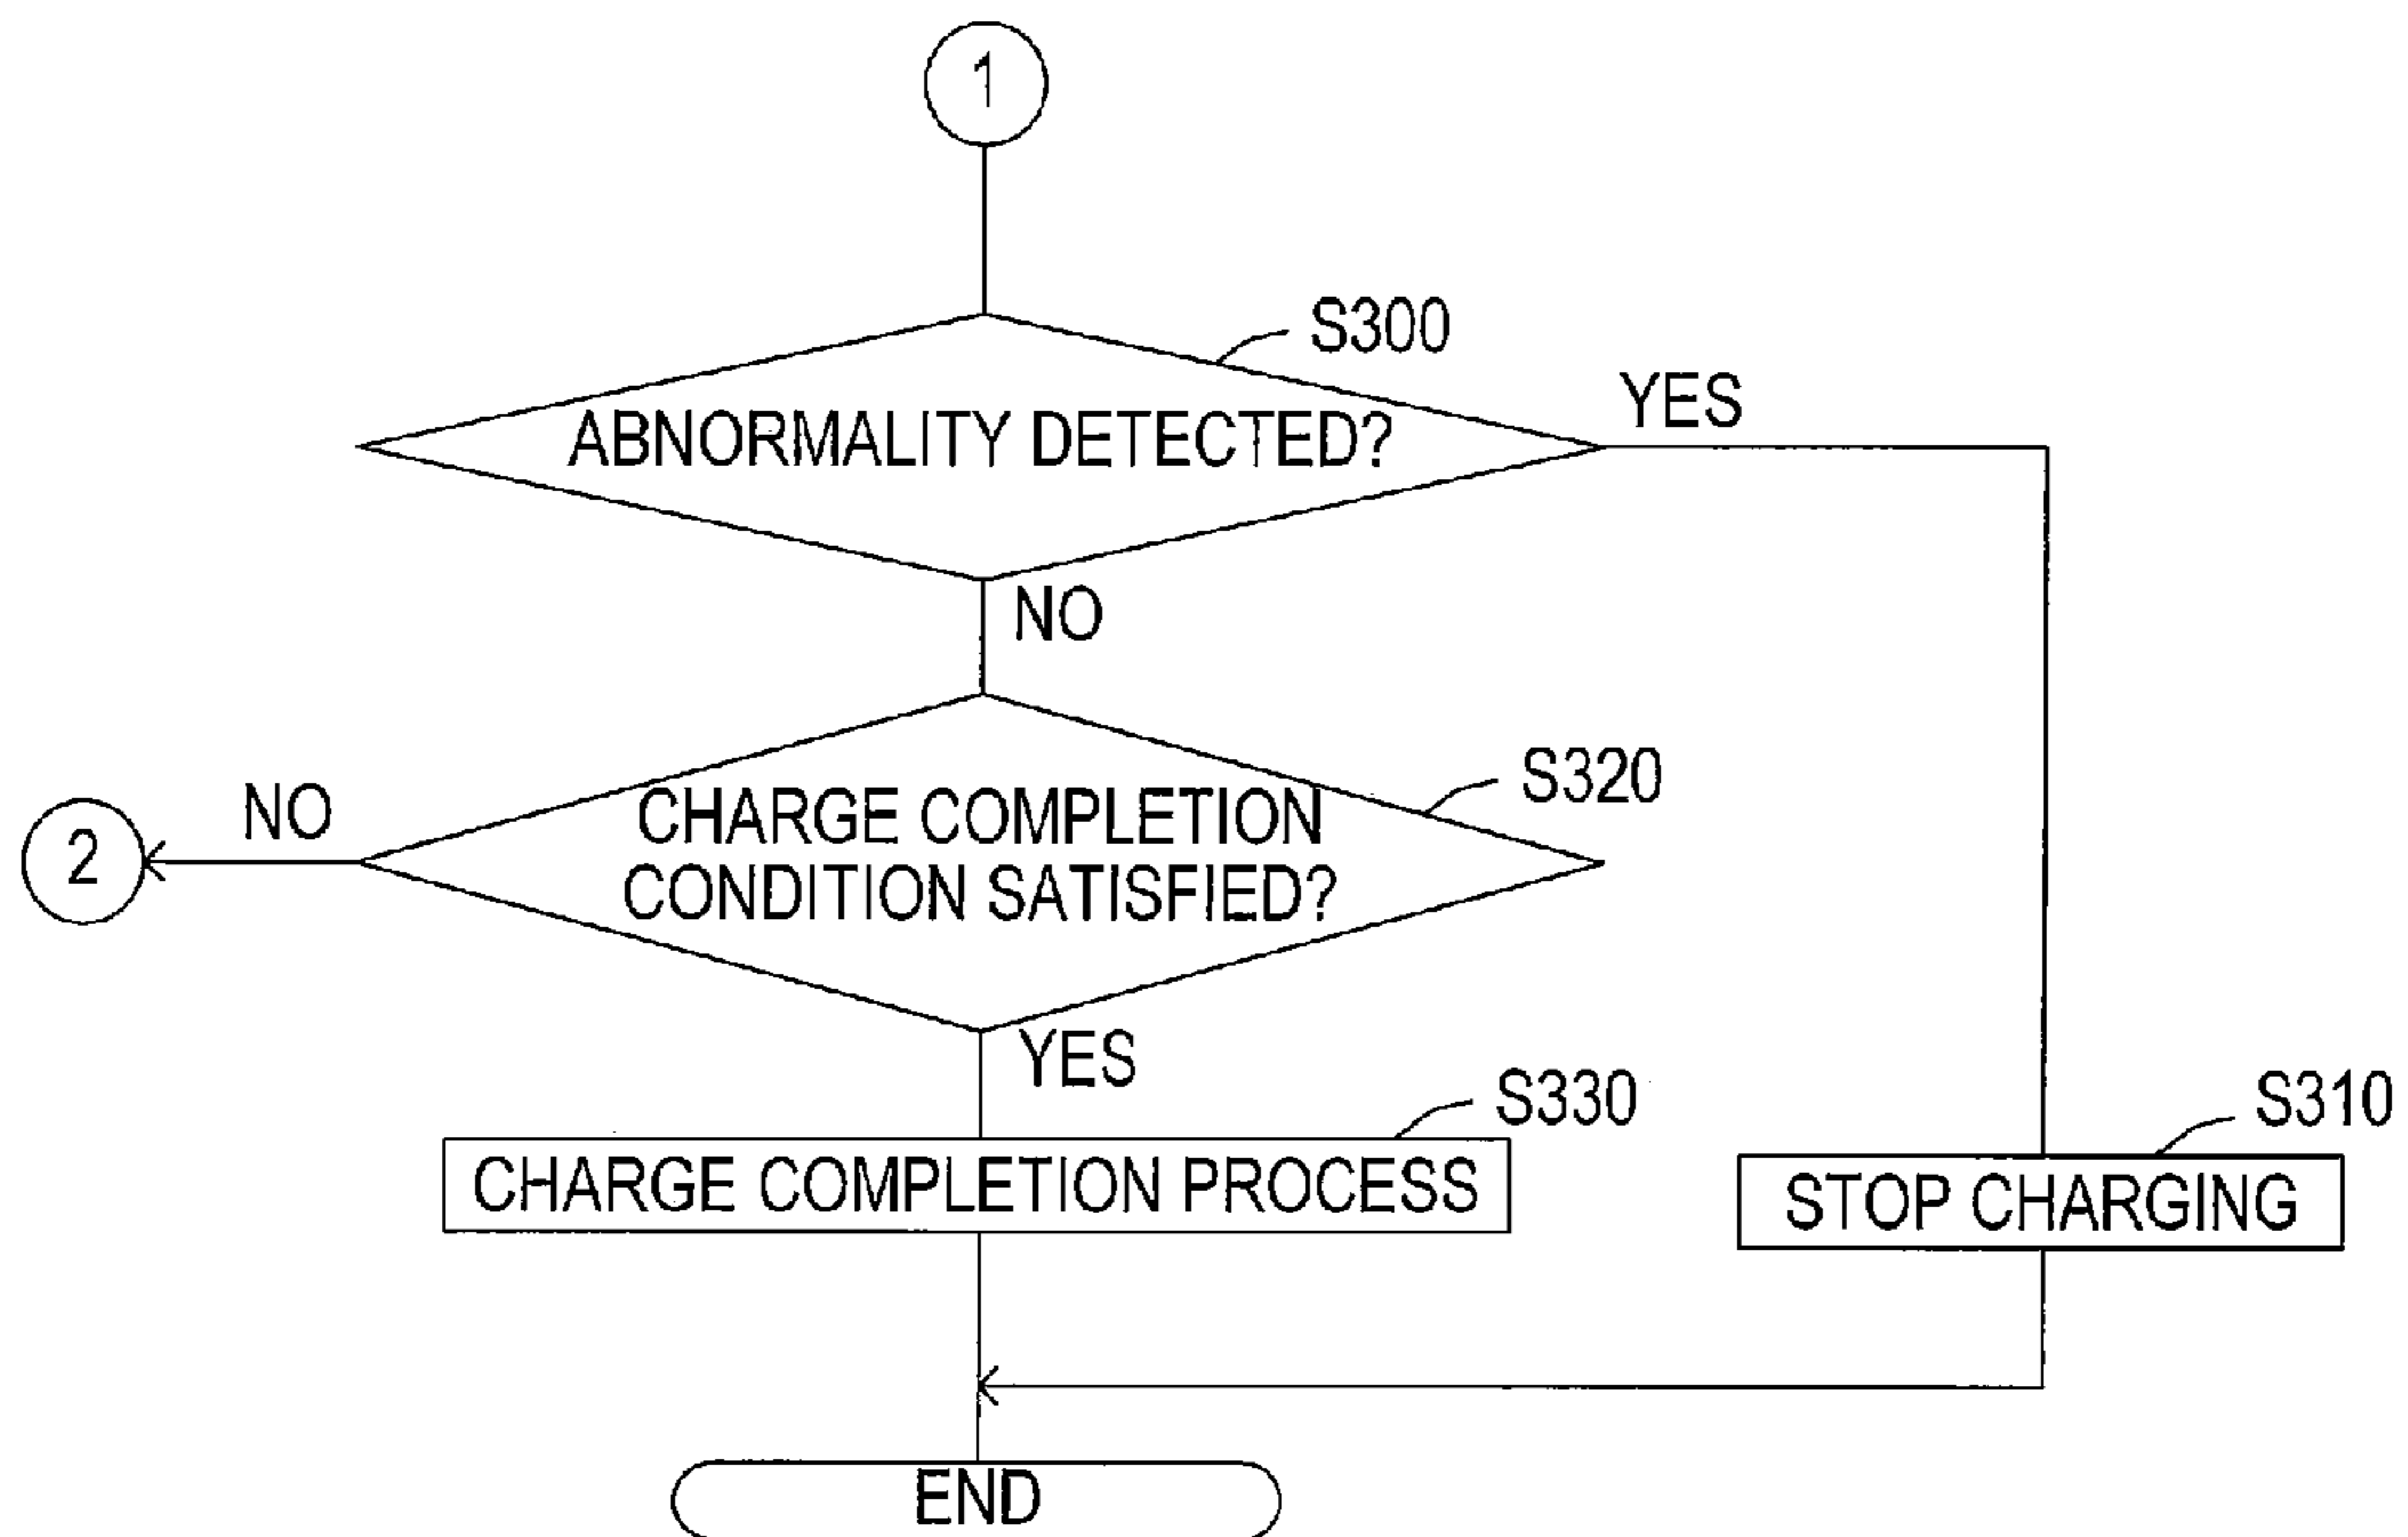 1
S300
YES
ABNORMALITY DETECTED?
NO
S320
NO
CHARGE COMPLETION
CONDITION SATISFIED?
2
YES
S330
S310
CHARGE COMPLETION PROCESS
STOP CHARGING
END